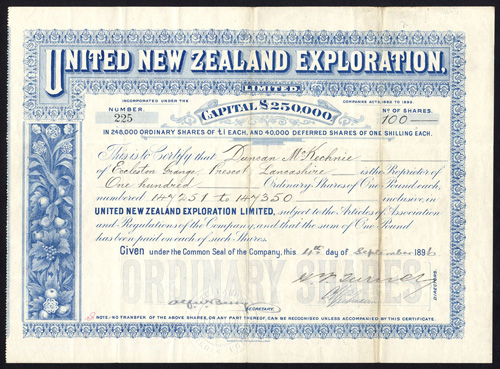 UNITED NEW ZEALAND EXPLORATION,
LIMITED.
INCORPORATED UNDER THE COMPANIES ACTS, 1862 TO 1893.
NUMBER
225
CAPITAL £250,000
NO OF SHARES.
100
IN 248,000 ORDINARY SHARES OF £1 EACH, AND 40,000 DEFERRED SHARES OF ONE SHILLING EACH.
This is to Certify that Duncan McKechnie
of Eccleston Grange, Prescot, Lancashire is the Proprietor of
One hundred Ordinary Shares of One Pound each,
numbered 147251 to 147350 inclusive, in
UNITED NEW ZEALAND EXPLORATION LIMITED, subject to the Articles of Association
and Regulations of the Company, and that the sum of One Pound
has been paid on each of such Shares.
Given under the Common Seal of the Company, this 4th day of September 1896
ORDINARY SHARES
DIRECTORS.
SECRETARY
NOTE:-NO TRANSFER OF THE ABOVE SHARES, OR ANY PART THEREOF, CAN BE RECOGNISED UNLESS ACCOMPANIED BY THIS CERTIFICATE.